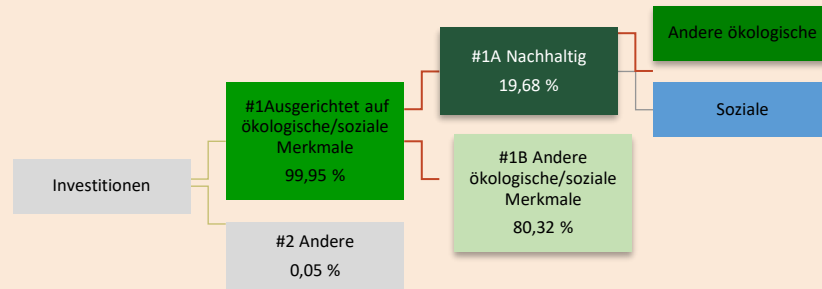 Investitionen
#1Ausgerichtet auf
ökologische/soziale
Merkmale
99,95 %
#2 Andere
0,05 %
#1A Nachhaltig
19,68 %
#1B Andere
ökologische/soziale
Merkmale
80,32 %
Andere ökologische
Soziale